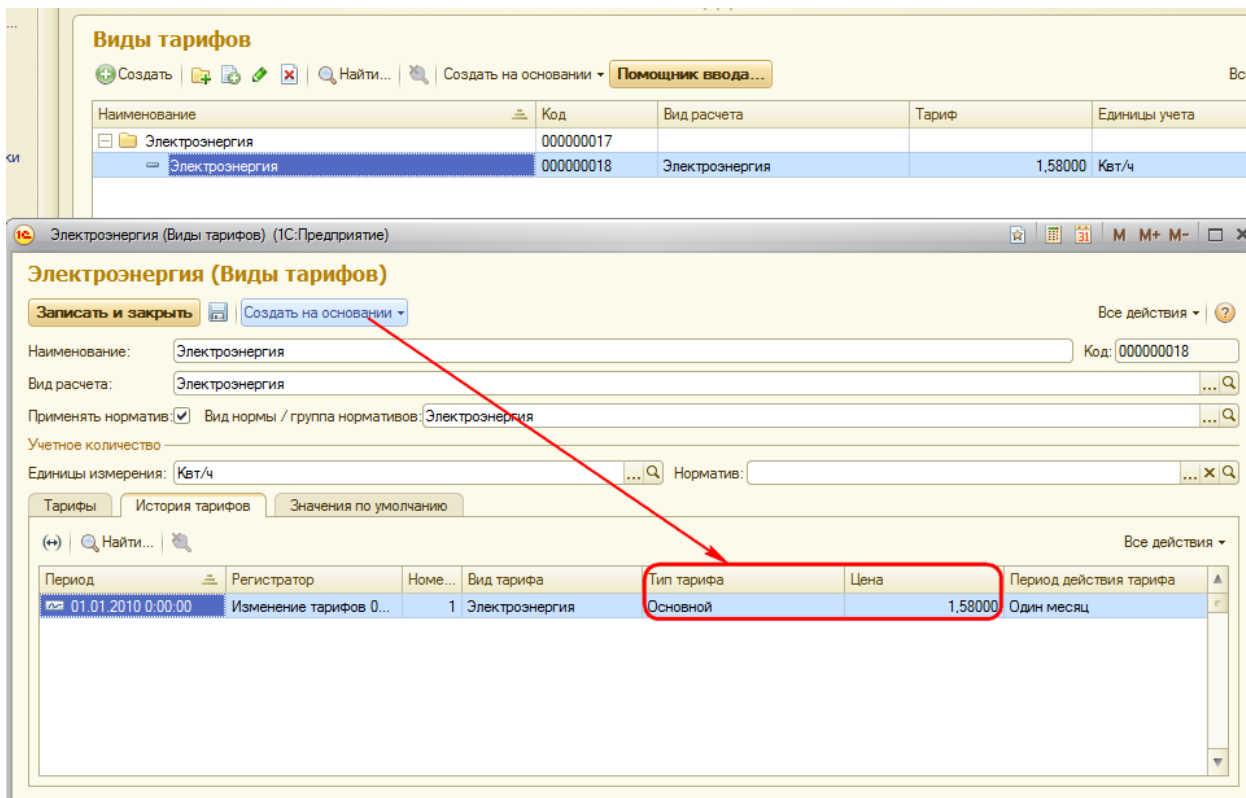 ...
Виды тарифов
Создать Найти... Создать на основании Помощник ввода...
Наименование Код Вид расчета Тариф Единицы учета
Электроэнергия 000000017
ки
Электроэнергия 000000018 Электроэнергия 1,58000 Квт/ч
1С Электроэнергия (Виды тарифов) (1С:Предприятие) 31 M M+ M-
Электроэнергия (Виды тарифов)
Записать и закрыть Создать на основании Все действия ?
Наименование: Электроэнергия Код: 000000018
Вид расчета: Электроэнергия ...
Применять норматив: Вид нормы / группа нормативов: Электроэнергия ...
Учетное количество
Единицы измерения: Квт/ч ... Норматив: ...
Тарифы История тарифов Значения по умолчанию
Найти... Все действия
Период Регистратор Номе... Вид тарифа Тип тарифа Цена Период действия тарифа
01.01.2010 0:00:00 Изменение тарифов 0... 1 Электроэнергия Основной 1,58000 Один месяц